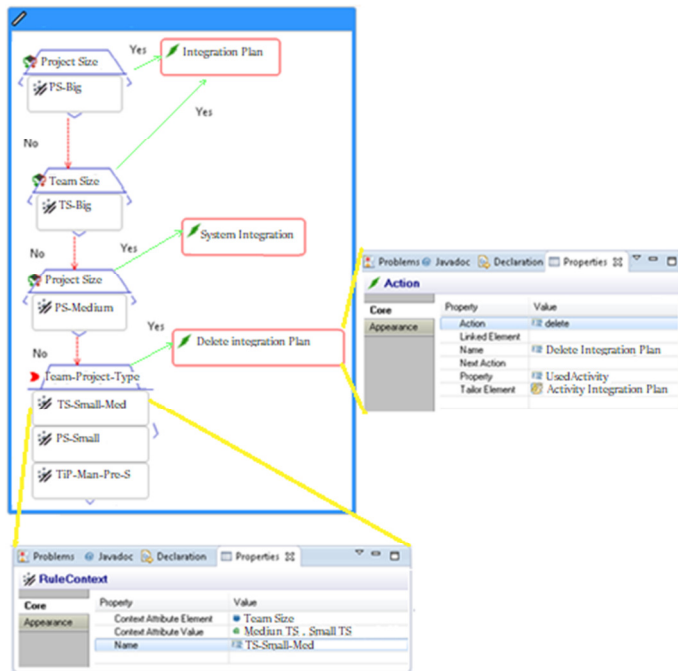 Yes
Integration Plan
Project Size
PS-Big
Yes
No
Team Size
TS-Big
No
Yes
System Integration
Project Size
PS-Medium
No
Yes
Delete integration Plan
Team-Project-Type
TS-Small-Med
PS-Small
TiP-Man-Pre-S
Problems @ Javadoc Declaration Properties
Action
Core
Appearance
Property Value
Action delete
Linked Element
Name Delete Integration Plan
Next Action
Property UsedActivity
Tailor Element Activity Integration Plan
Problems @ Javadoc Declaration Properties
RuleContext
Core
Appearance
Property Value
Context Attribute Element Team Size
Context Attribute Value Mediun TS . Small TS
Name TS-Small-Med